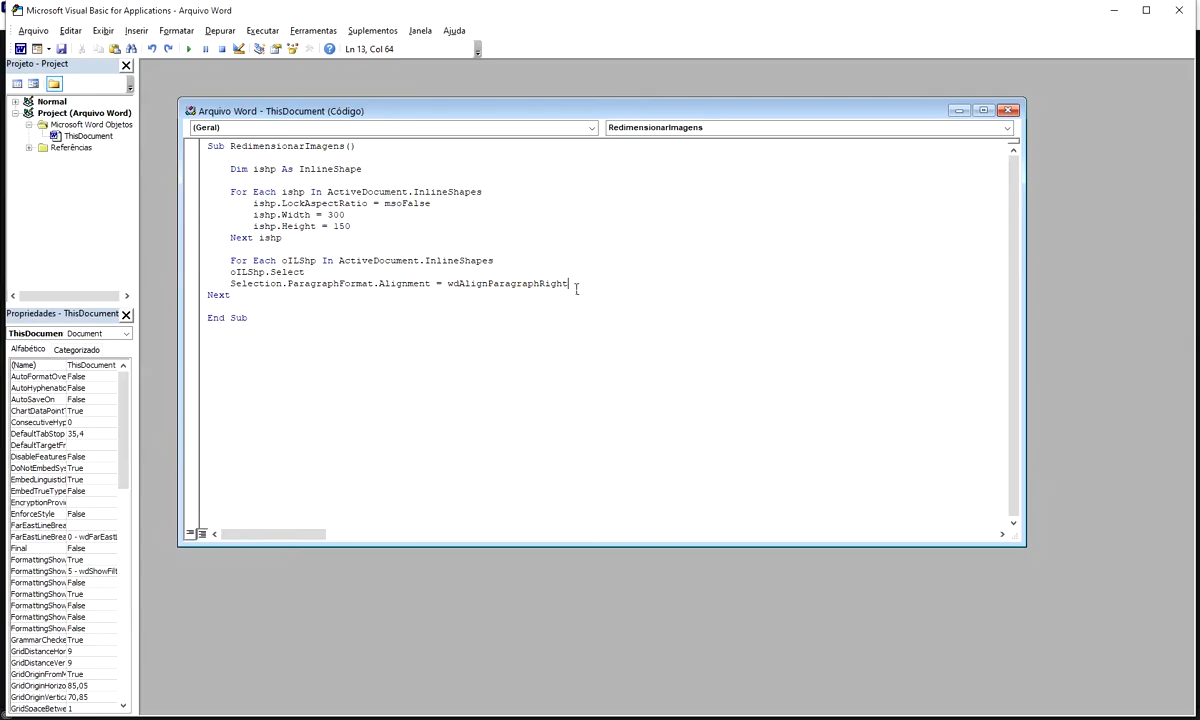 Microsoft Visual Basic for Applications - Arquivo Word
Arquivo Editar Exibir Inserir Formatar Depurar Executar Ferramentas Suplementos Janela Ajuda
Ln 13, Col 64
Projeto - Project
Normal
Project (Arquivo Word)
Microsoft Word Objetos
ThisDocument
Referências
Propriedades - ThisDocument
ThisDocumen Document
Alfabético Categorizado
(Name) ThisDocument
AutoFormatOve False
AutoHyphenatic False
AutoSaveOn False
ChartDataPoint True
ConsecutiveHyp 0
DefaultTabStop 35,4
DefaultTargetFr
DisableFeatures False
DoNotEmbedSys True
EmbedLinguistic True
EmbedTrueType False
EncryptionProvi
EnforceStyle False
FarEastLineBrea
FarEastLineBrea 0 - wdFarEastL
Final False
FormattingShow True
FormattingShow 5 - wdShowFilt
FormattingShow False
FormattingShow True
FormattingShow False
FormattingShow False
FormattingShow False
GrammarChecke True
GridDistanceHor 9
GridDistanceVer 9
GridOriginFromM True
GridOriginHorizo 85,05
GridOriginVertica 70,85
GridSpaceBetwe 1
Arquivo Word - ThisDocument (Código)
(Geral) RedimensionarImagens
Sub RedimensionarImagens()
Dim ishp As InlineShape
For Each ishp In ActiveDocument.InlineShapes
ishp.LockAspectRatio = msoFalse
ishp.Width = 300
ishp.Height = 150
Next ishp
For Each oILShp In ActiveDocument.InlineShapes
oILShp.Select
Selection.ParagraphFormat.Alignment = wdAlignParagraphRight
Next
End Sub